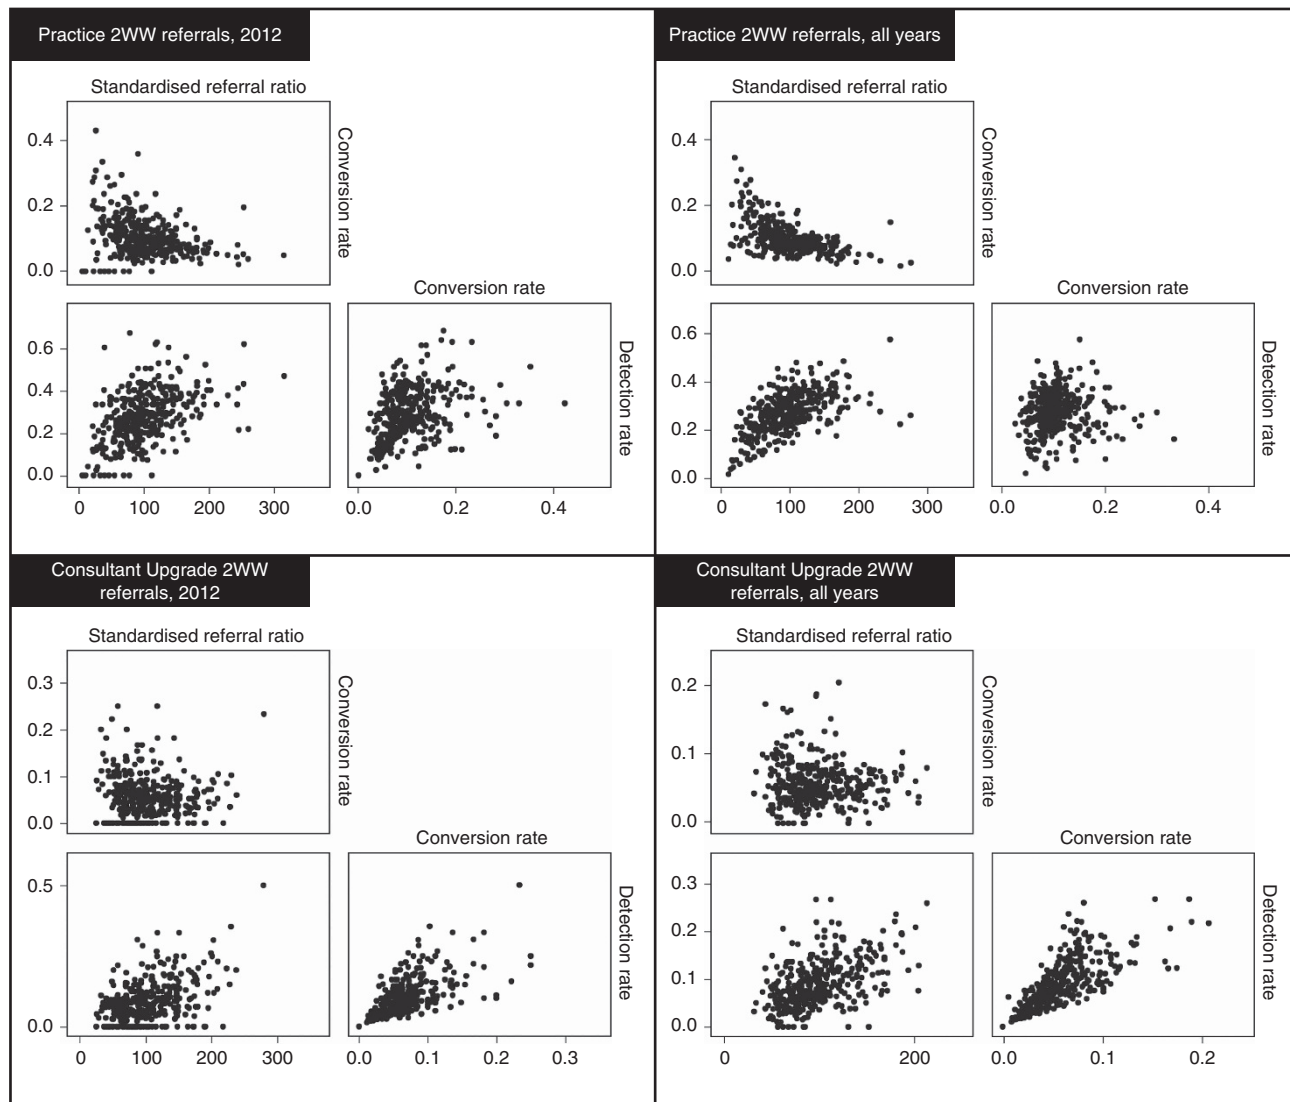 Practice 2WW referrals, 2012
Standardised referral ratio
0.4
0.2
0.0
Conversion rate
Conversion rate
0.6
0.4
0.2
0.0
Detection rate
0 100 200 300
0.0 0.2 0.4
Practice 2WW referrals, all years
Standardised referral ratio
0.4
0.2
0.0
Conversion rate
Conversion rate
0.6
0.4
0.2
0.0
Detection rate
0 100 200 300
0.0 0.2 0.4
Consultant Upgrade 2WW
referrals, 2012
Standardised referral ratio
0.3
0.2
0.1
0.0
Conversion rate
Conversion rate
0.5
0.0
Detection rate
0 100 200 300
0.0 0.1 0.2 0.3
Consultant Upgrade 2WW
referrals, all years
Standardised referral ratio
0.2
0.1
0.0
Conversion rate
Conversion rate
0.3
0.2
0.1
0.0
Detection rate
0 200
0.0 0.1 0.2